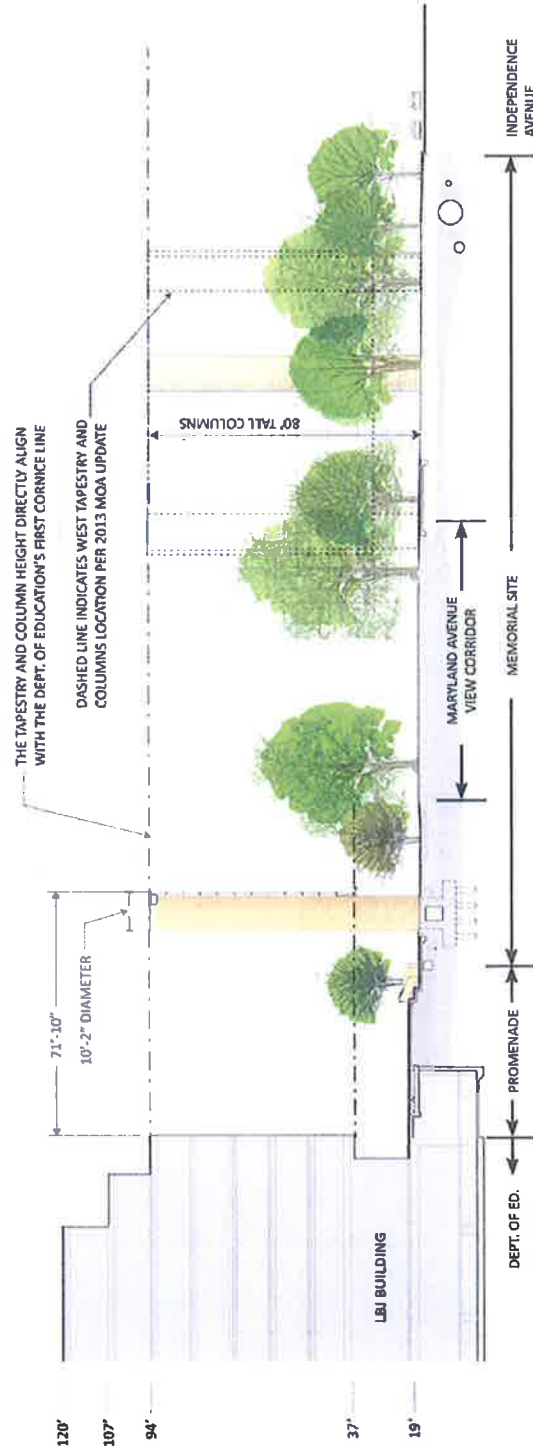 THE TAPESTRY AND COLUMN HEIGHT DIRECTLY ALIGN
WITH THE DEPT. OF EDUCATION'S FIRST CORNICE LINE
DASHED LINE INDICATES WEST TAPESTRY AND
COLUMNS LOCATION PER 2013 MOA UPDATE
71'-10"
10'-2" DIAMETER
120'
107'
94'
37'
19'
80' TALL COLUMNS
LBJ BUILDING
MARYLAND AVENUE
VIEW CORRIDOR
DEPT. OF ED.
PROMENADE
MEMORIAL SITE
INDEPENDENCE
AVENUE